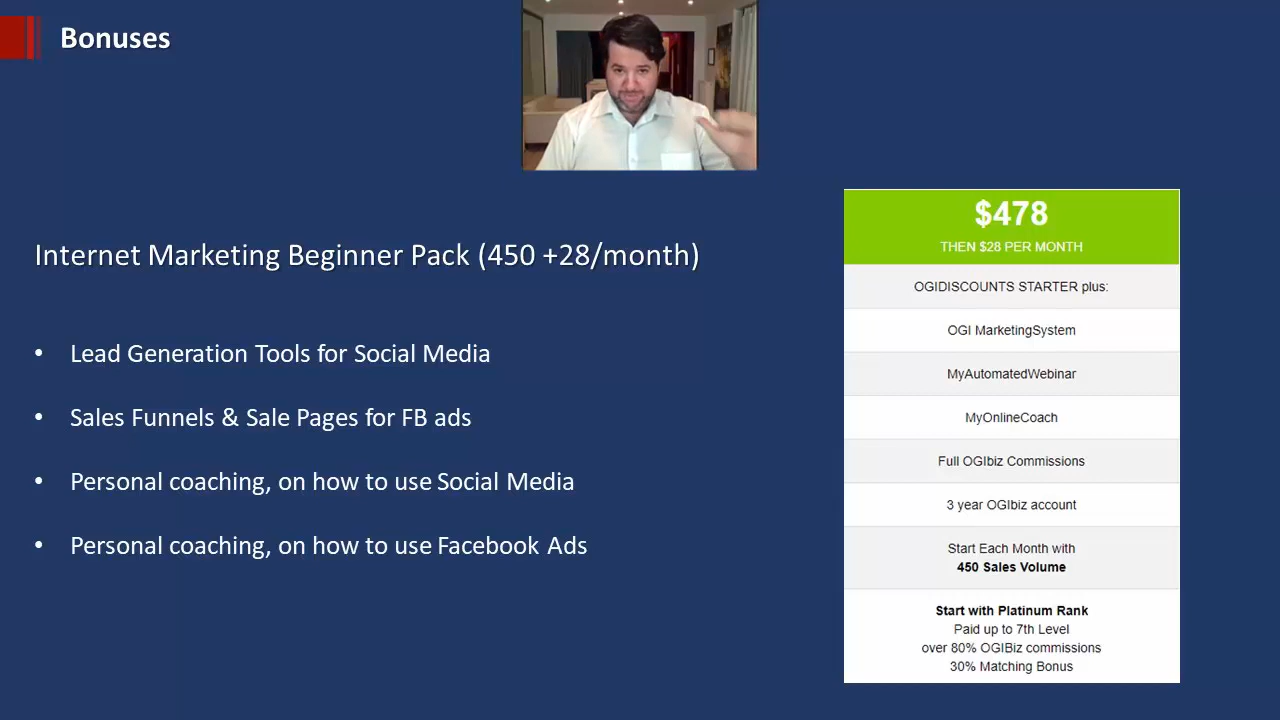 Bonuses
Internet Marketing Beginner Pack (450 +28/month)
• Lead Generation Tools for Social Media
• Sales Funnels & Sale Pages for FB ads
• Personal coaching, on how to use Social Media
• Personal coaching, on how to use Facebook Ads
$478
THEN $28 PER MONTH
OGIDISCOUNTS STARTER plus:
OGI MarketingSystem
MyAutomatedWebinar
MyOnlineCoach
Full OGIbiz Commissions
3 year OGIbiz account
Start Each Month with
450 Sales Volume
Start with Platinum Rank
Paid up to 7th Level
over 80% OGIBiz commissions
30% Matching Bonus